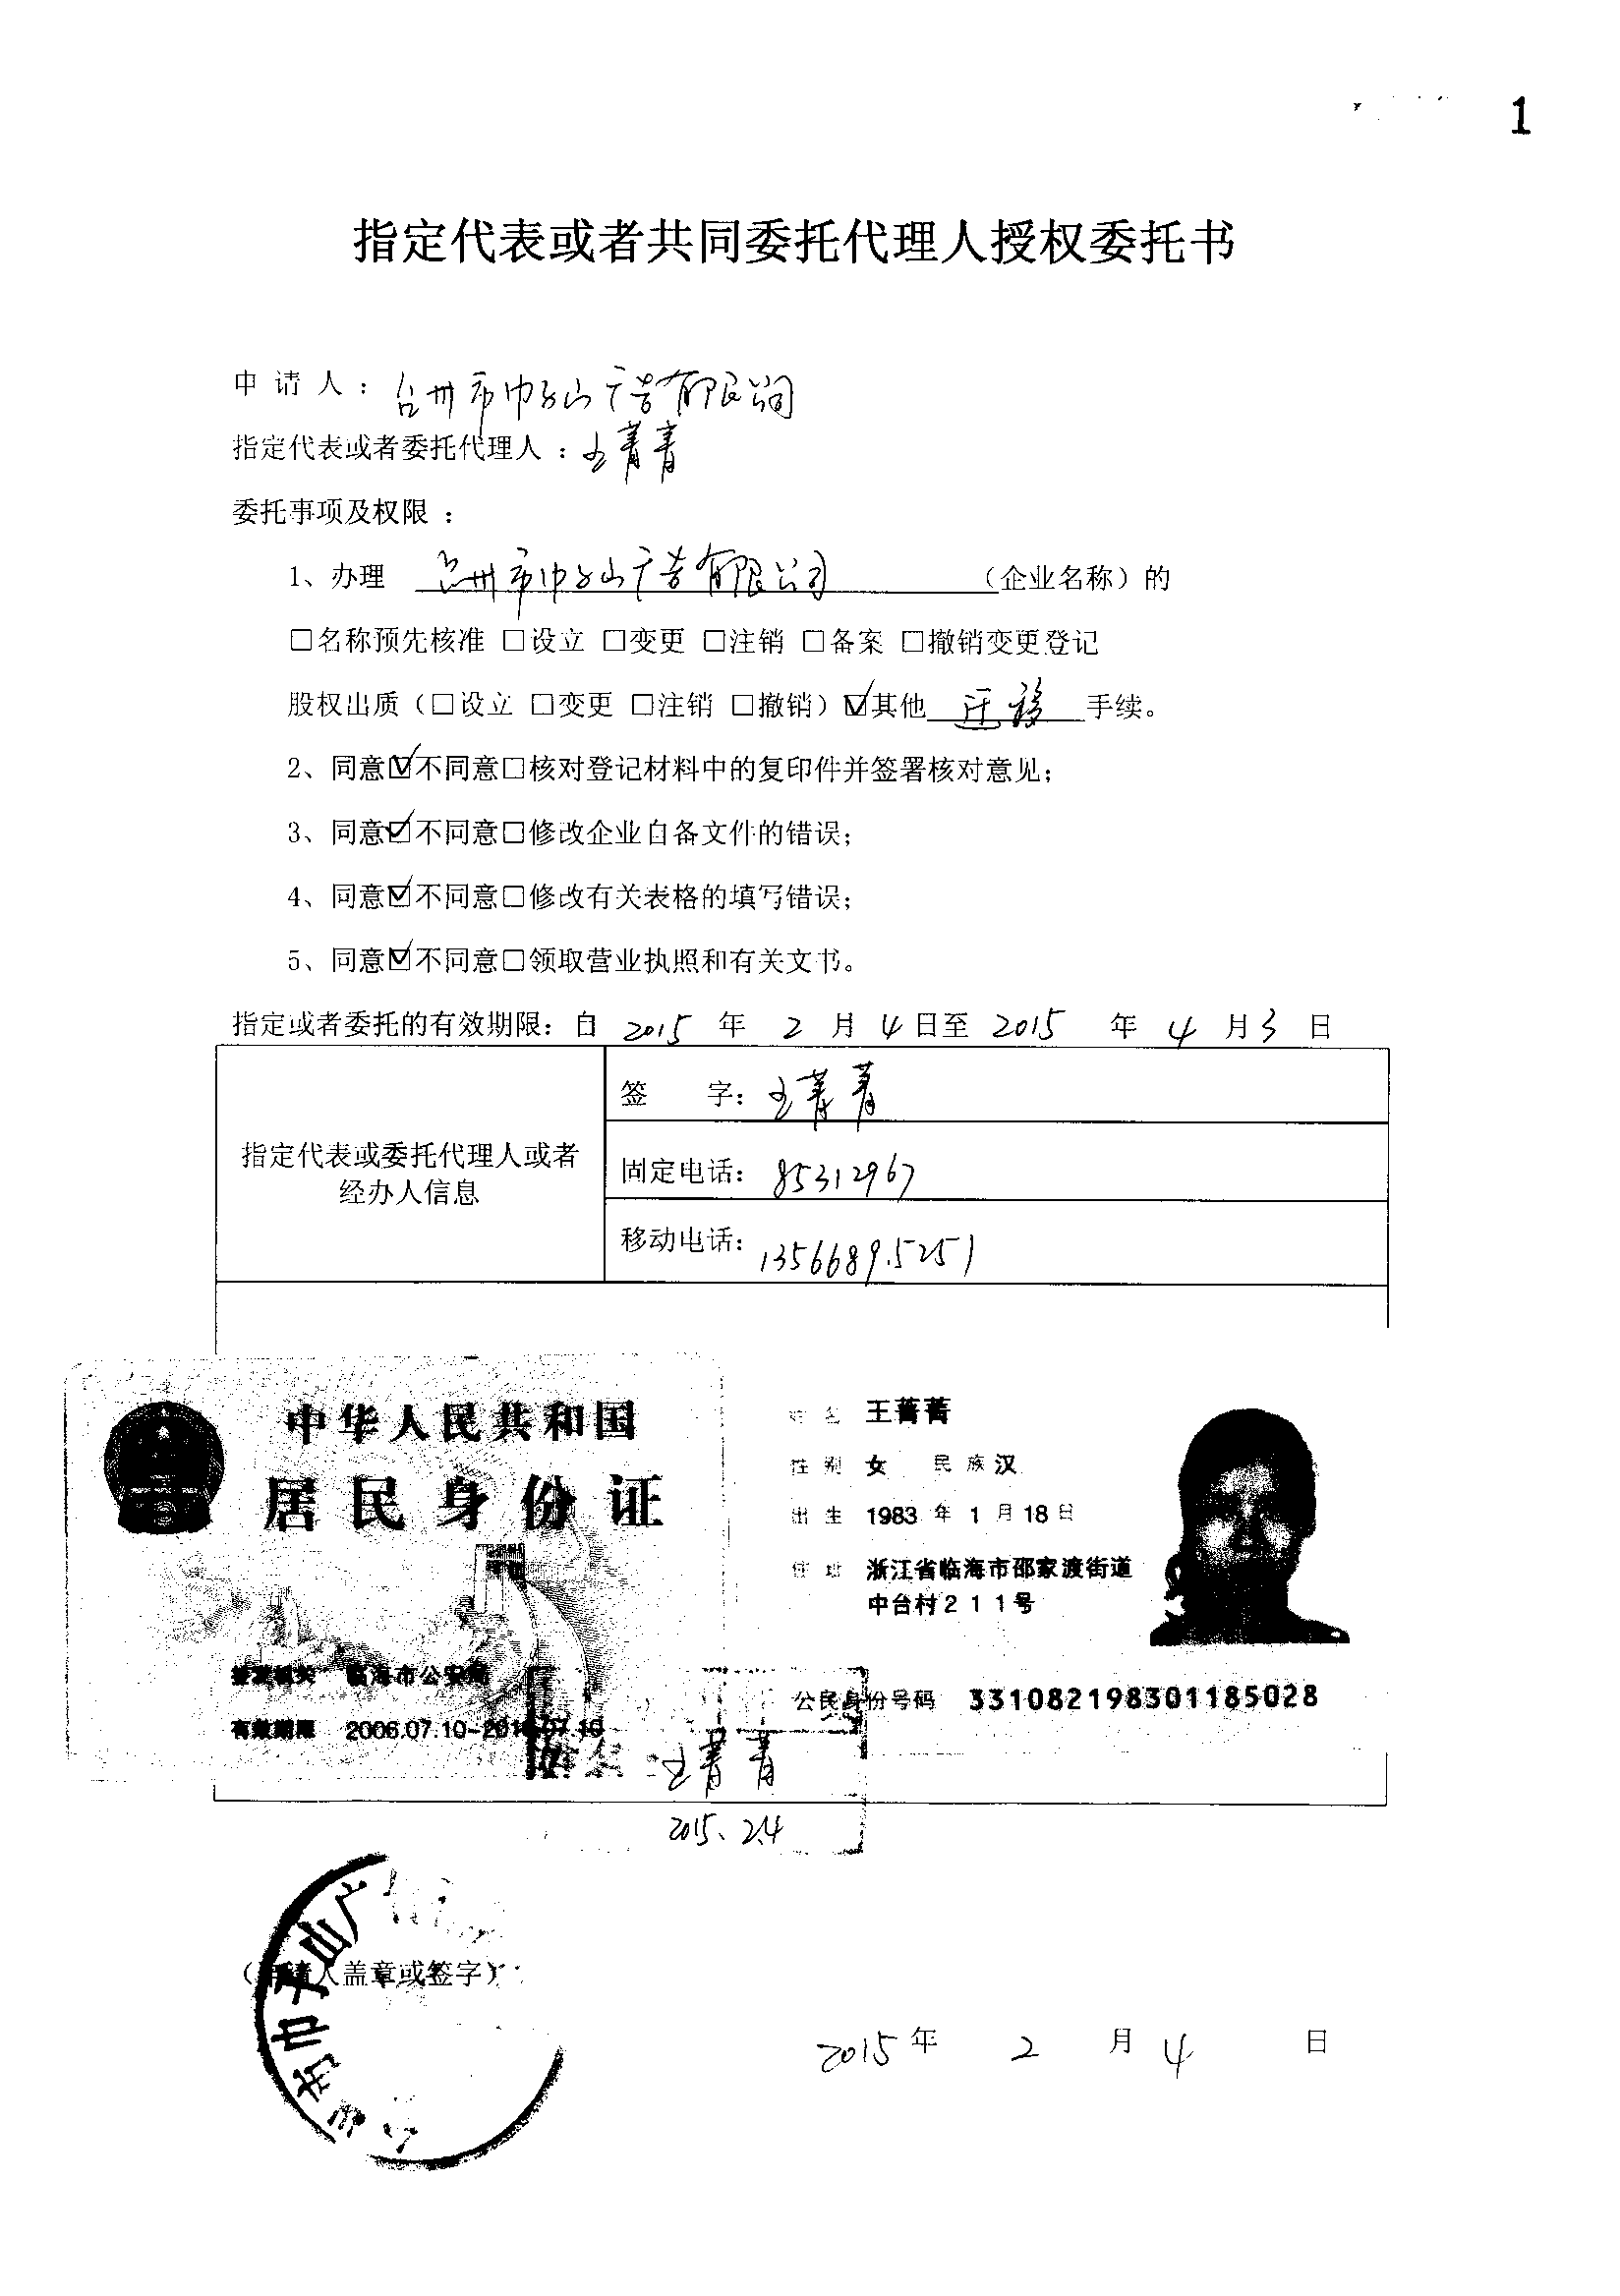 1
指定代表或者共同委托代理人授权委托书
申 请 人 ：台州市巾子山广告有限公司
指定代表或者委托代理人 ：王菁菁
委托事项及权限 ：
1、办理 台州市巾子山广告有限公司 （企业名称）的
□名称预先核准 □设立 □变更 □注销 □备案 □撤销变更登记
股权出质（□设立 □变更 □注销 □撤销）☑其他 迁移 手续。
2、同意☑不同意□核对登记材料中的复印件并签署核对意见；
3、同意☑不同意□修改企业自备文件的错误；
4、同意☑不同意□修改有关表格的填写错误；
5、同意☑不同意□领取营业执照和有关文书。
指定或者委托的有效期限：自 2015 年 2 月 4 日至 2015 年 4 月 3 日
签 字：王菁菁
指定代表或委托代理人或者
经办人信息
固定电话：85312967
移动电话：13566895251
中华人民共和国
居民身份证
签发机关 临海市公安局
有效期限 2006.07.10-
姓名 王菁菁
性别 女 民族 汉
出生 1983 年 1 月 18 日
住址 浙江省临海市邵家渡街道
中台村211号
公民身份号码 331082198301185028
王菁菁
2015、2.4
（申请人盖章或签字）
市巾子山广
2015 年 2 月 4 日